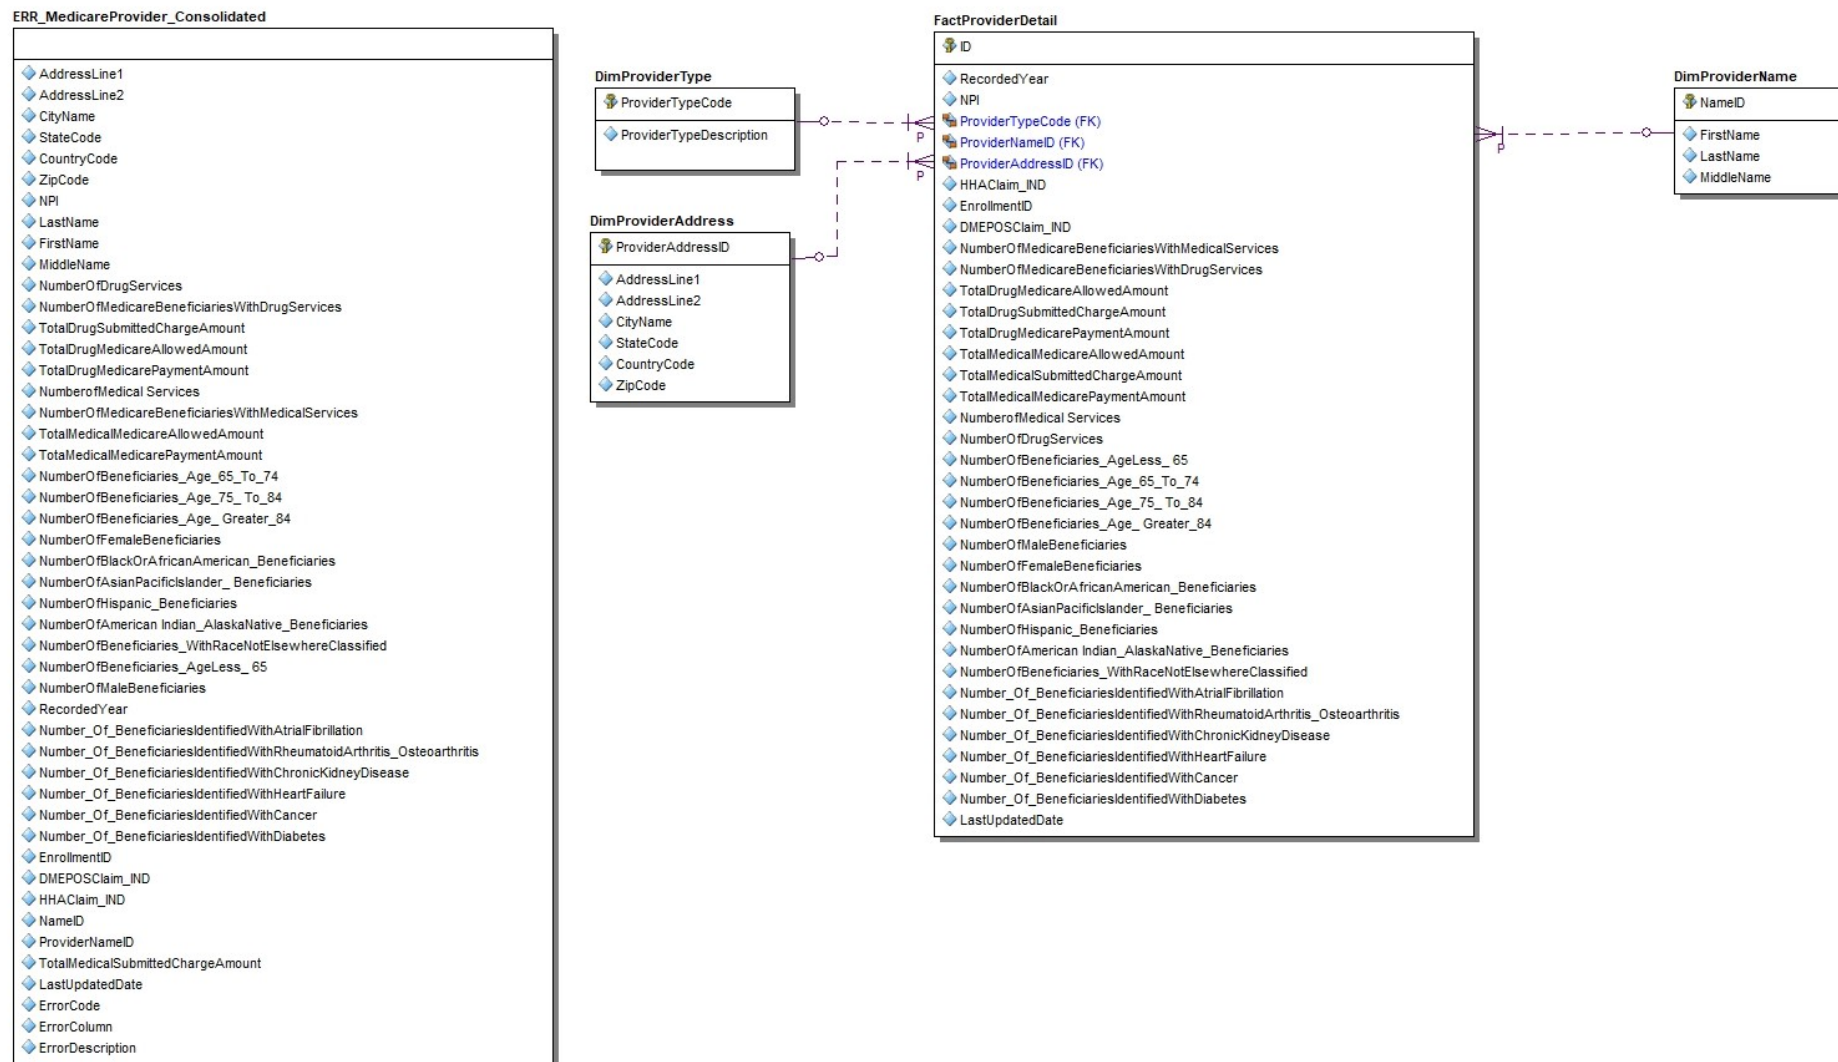 ERR_MedicareProvider_Consolidated
AddressLine1
AddressLine2
CityName
StateCode
CountryCode
ZipCode
NPI
LastName
FirstName
MiddleName
NumberOfDrugServices
NumberOfMedicareBeneficiariesWithDrugServices
TotalDrugSubmittedChargeAmount
TotalDrugMedicareAllowedAmount
TotalDrugMedicarePaymentAmount
NumberofMedical Services
NumberOfMedicareBeneficiariesWithMedicalServices
TotalMedicalMedicareAllowedAmount
TotaMedicalMedicarePaymentAmount
NumberOfBeneficiaries_Age_65_To_74
NumberOfBeneficiaries_Age_75_ To_84
NumberOfBeneficiaries_Age_ Greater_84
NumberOfFemaleBeneficiaries
NumberOfBlackOrAfricanAmerican_Beneficiaries
NumberOfAsianPacificIslander_ Beneficiaries
NumberOfHispanic_Beneficiaries
NumberOfAmerican Indian_AlaskaNative_Beneficiaries
NumberOfBeneficiaries_WithRaceNotElsewhereClassified
NumberOfBeneficiaries_AgeLess_ 65
NumberOfMaleBeneficiaries
RecordedYear
Number_Of_BeneficiariesIdentifiedWithAtrialFibrillation
Number_Of_BeneficiariesIdentifiedWithRheumatoidArthritis_Osteoarthritis
Number_Of_BeneficiariesIdentifiedWithChronicKidneyDisease
Number_Of_BeneficiariesIdentifiedWithHeartFailure
Number_Of_BeneficiariesIdentifiedWithCancer
Number_Of_BeneficiariesIdentifiedWithDiabetes
EnrollmentID
DMEPOSClaim_IND
HHAClaim_IND
NameID
ProviderNameID
TotalMedicalSubmittedChargeAmount
LastUpdatedDate
ErrorCode
ErrorColumn
ErrorDescription
DimProviderType
ProviderTypeCode
ProviderTypeDescription
DimProviderAddress
ProviderAddressID
AddressLine1
AddressLine2
CityName
StateCode
CountryCode
ZipCode
P
P
FactProviderDetail
ID
RecordedYear
NPI
ProviderTypeCode (FK)
ProviderNameID (FK)
ProviderAddressID (FK)
HHAClaim_IND
EnrollmentID
DMEPOSClaim_IND
NumberOfMedicareBeneficiariesWithMedicalServices
NumberOfMedicareBeneficiariesWithDrugServices
TotalDrugMedicareAllowedAmount
TotalDrugSubmittedChargeAmount
TotalDrugMedicarePaymentAmount
TotalMedicalMedicareAllowedAmount
TotalMedicalSubmittedChargeAmount
TotalMedicalMedicarePaymentAmount
NumberofMedical Services
NumberOfDrugServices
NumberOfBeneficiaries_AgeLess_ 65
NumberOfBeneficiaries_Age_65_To_74
NumberOfBeneficiaries_Age_75_ To_84
NumberOfBeneficiaries_Age_ Greater_84
NumberOfMaleBeneficiaries
NumberOfFemaleBeneficiaries
NumberOfBlackOrAfricanAmerican_Beneficiaries
NumberOfAsianPacificIslander_ Beneficiaries
NumberOfHispanic_Beneficiaries
NumberOfAmerican Indian_AlaskaNative_Beneficiaries
NumberOfBeneficiaries_WithRaceNotElsewhereClassified
Number_Of_BeneficiariesIdentifiedWithAtrialFibrillation
Number_Of_BeneficiariesIdentifiedWithRheumatoidArthritis_Osteoarthritis
Number_Of_BeneficiariesIdentifiedWithChronicKidneyDisease
Number_Of_BeneficiariesIdentifiedWithHeartFailure
Number_Of_BeneficiariesIdentifiedWithCancer
Number_Of_BeneficiariesIdentifiedWithDiabetes
LastUpdatedDate
P
DimProviderName
NameID
FirstName
LastName
MiddleName